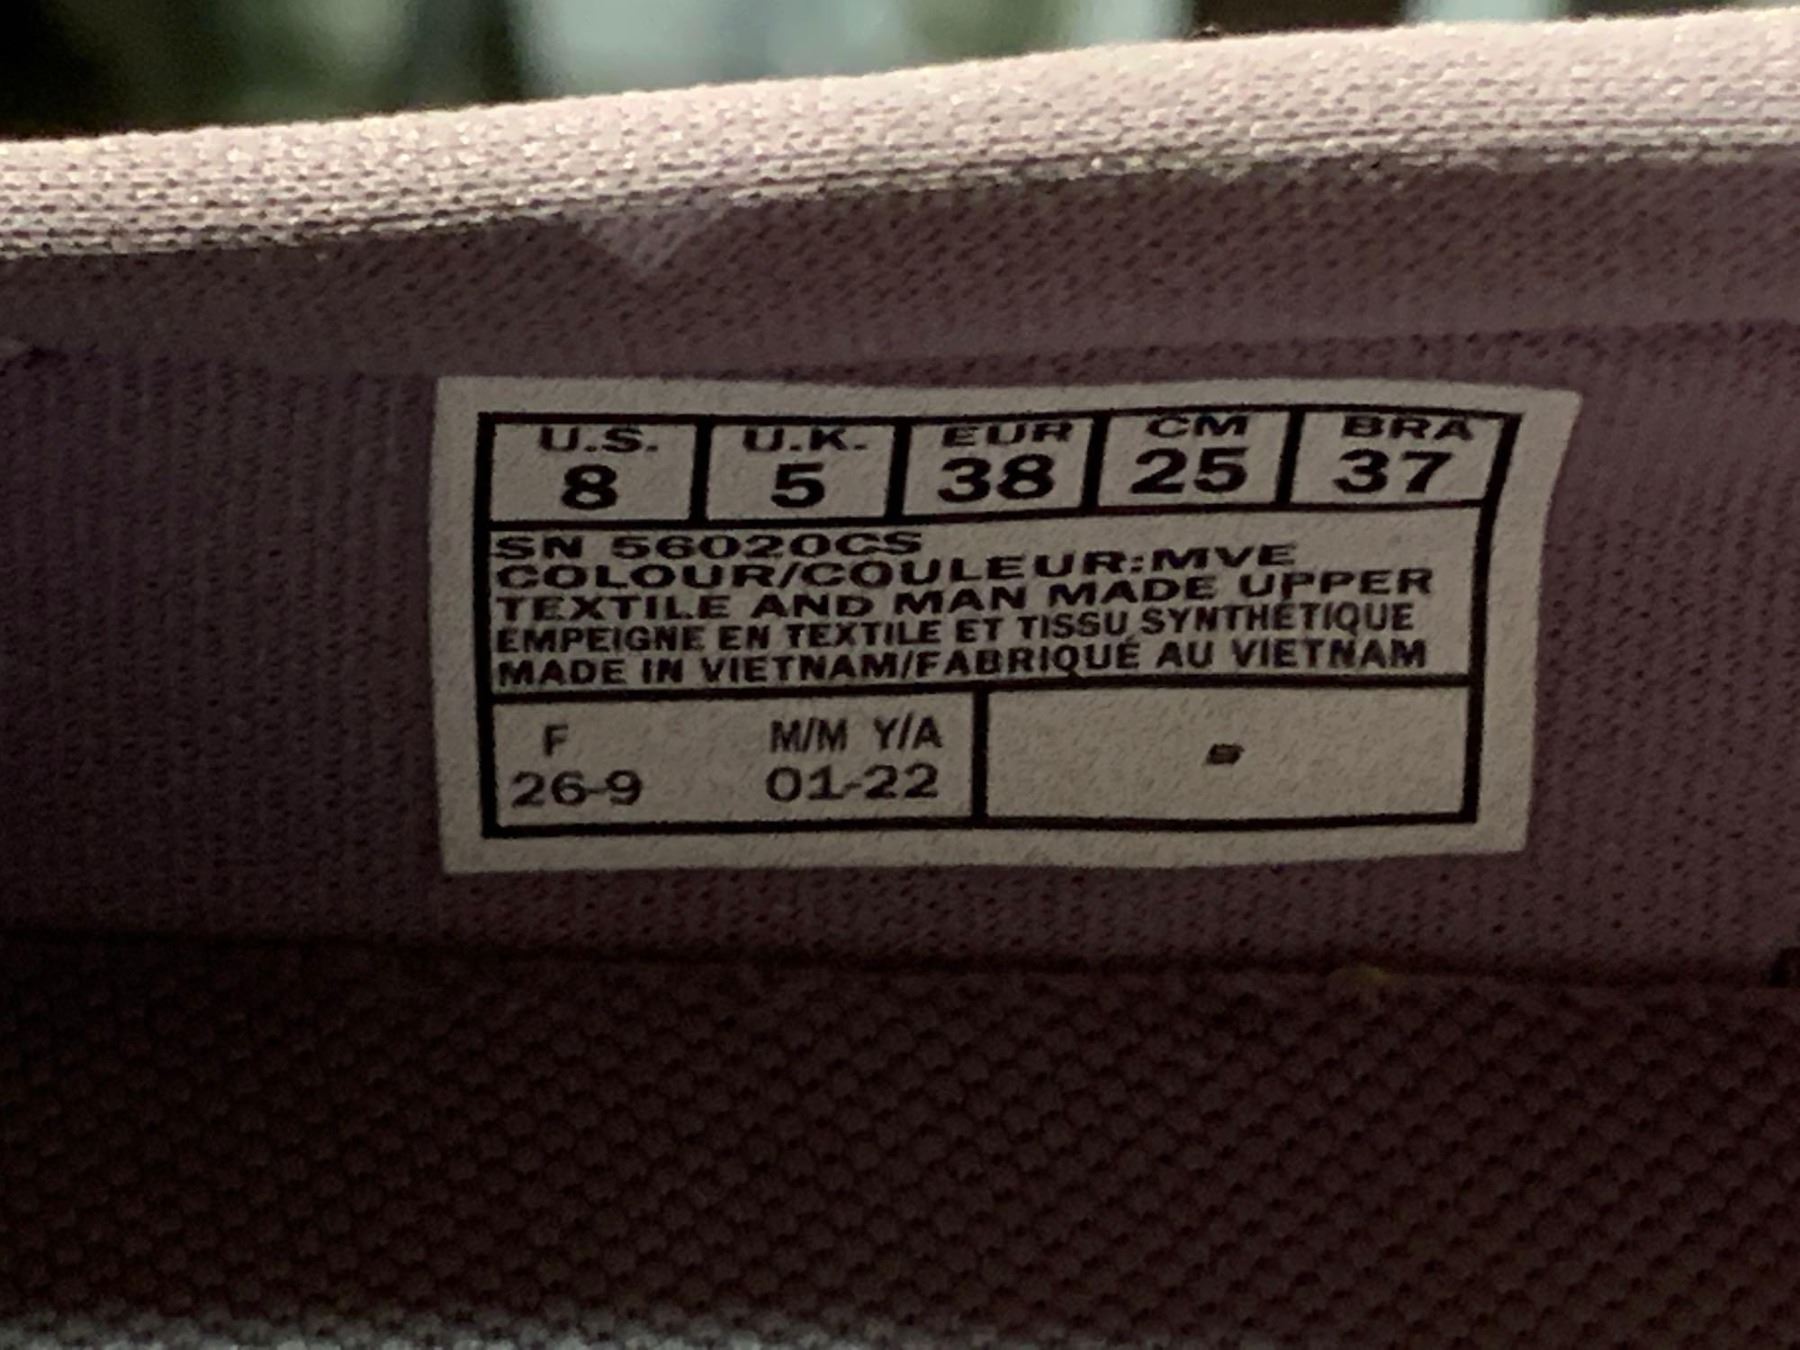 U.S. U.K. EUR CM BRA
8 5 38 25 37
SN 56020CS
COLOUR/COULEUR:MVE
TEXTILE AND MAN MADE UPPER
EMPEIGNE EN TEXTILE ET TISSU SYNTHÉTIQUE
MADE IN VIETNAM/FABRIQUÉ AU VIETNAM
F M/M Y/A
26-9 01-22